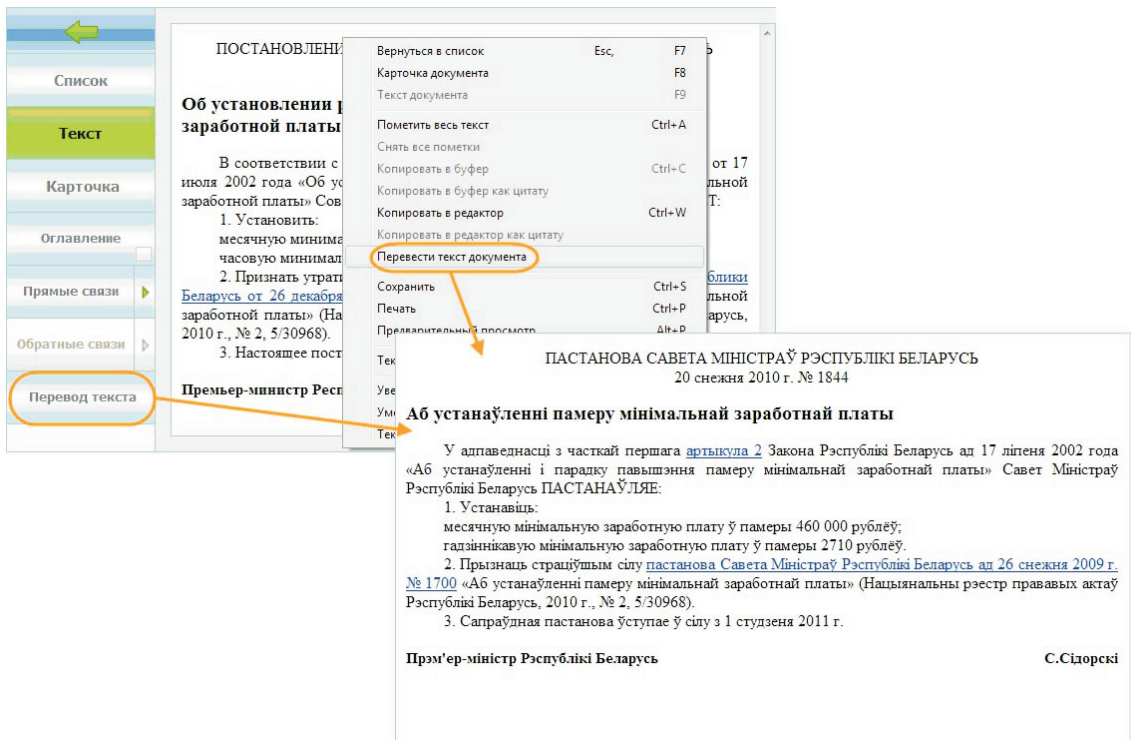 Список
Текст
Карточка
Оглавление
Прямые связи
Обратные связи
Перевод текста
ПОСТАНОВЛЕНИ
Об установлении р
заработной платы
В соответствии с
от 17
июля 2002 года «Об ус
льной
заработной платы» Сов
Т:
1. Установить:
месячную минима
часовую минимал
2. Признать утрати
блики
Беларусь от 26 декабря
льной
заработной платы» (На
арусь,
2010 г., № 2, 5/30968).
3. Настоящее пост
Премьер-министр Респ
Вернуться в список Esc, F7
Карточка документа F8
Текст документа F9
Пометить весь текст Ctrl+A
Снять все пометки
Копировать в буфер Ctrl+C
Копировать в буфер как цитату
Копировать в редактор Ctrl+W
Копировать в редактор как цитату
Перевести текст документа
Сохранить Ctrl+S
Печать Ctrl+P
Предварительный просмотр Alt+P
Тек
Уве
Уме
Тек
ПАСТАНОВА САВЕТА МІНІСТРАЎ РЭСПУБЛІКІ БЕЛАРУСЬ
20 снежня 2010 г. № 1844
Аб устанаўленні памеру мінімальнай заработнай платы
У адпаведнасці з часткай першага артыкула 2 Закона Рэспублікі Беларусь ад 17 ліпеня 2002 года
«Аб устанаўленні і парадку павышэння памеру мінімальнай заработнай платы» Савет Міністраў
Рэспублікі Беларусь ПАСТАНАЎЛЯЕ:
1. Устанавіць:
месячную мінімальную заработную плату ў памеры 460 000 рублёў;
гадзіннікавую мінімальную заработную плату ў памеры 2710 рублёў.
2. Прызнаць страціўшым сілу пастанова Савета Міністраў Рэспублікі Беларусь ад 26 снежня 2009 г.
№ 1700 «Аб устанаўленні памеру мінімальнай заработнай платы» (Нацыянальны рэестр прававых актаў
Рэспублікі Беларусь, 2010 г., № 2, 5/30968).
3. Сапраўдная пастанова ўступае ў сілу з 1 студзеня 2011 г.
Прэм'ер-міністр Рэспублікі Беларусь С.Сідорскі